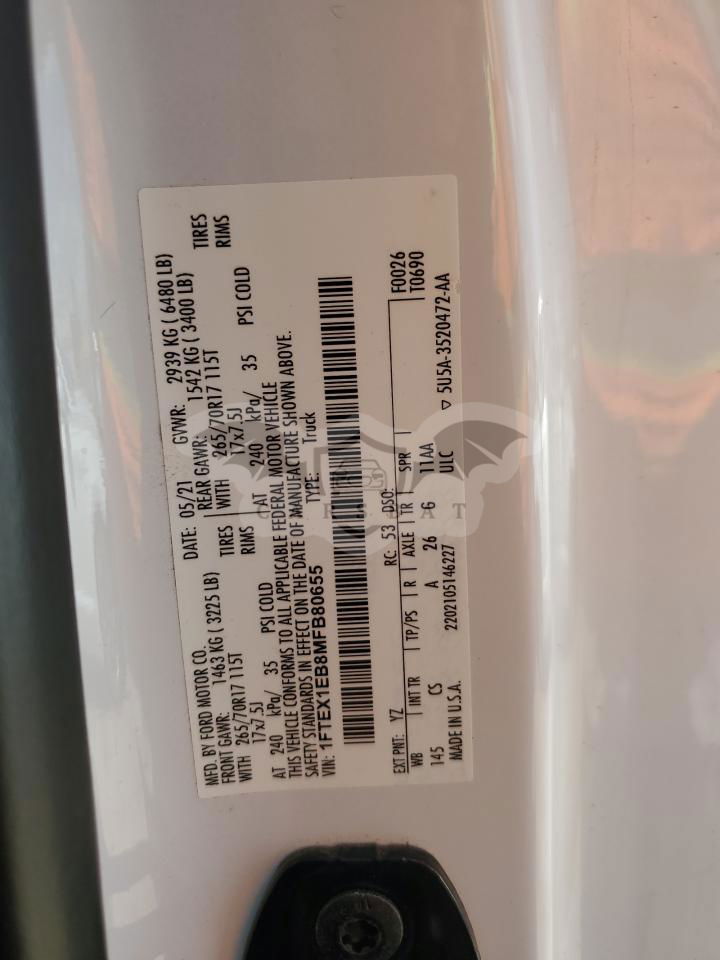 MFD. BY FORD MOTOR CO.
DATE: 05/21 GVWR: 2939 KG ( 6480 LB)
FRONT GAWR: 1463 KG ( 3225 LB) REAR GAWR: 1542 KG ( 3400 LB)
WITH 265/70R17 115T TIRES WITH 265/70R17 115T TIRES
17x7.5J RIMS 17x7.5J RIMS
AT 240 kPa/ 35 PSI COLD AT 240 kPa/ 35 PSI COLD
THIS VEHICLE CONFORMS TO ALL APPLICABLE FEDERAL MOTOR VEHICLE
SAFETY STANDARDS IN EFFECT ON THE DATE OF MANUFACTURE SHOWN ABOVE.
VIN: 1FTEX1EB8MFB80655 TYPE: Truck
EXT PNT: YZ RC: 53 DSO: F0026
WB INT TR TP/PS R AXLE TR SPR T0690
145 CS A 26 G 11AA
MADE IN U.S.A. 2202105146227 ULC ▽ 5U5A-3520472-AA